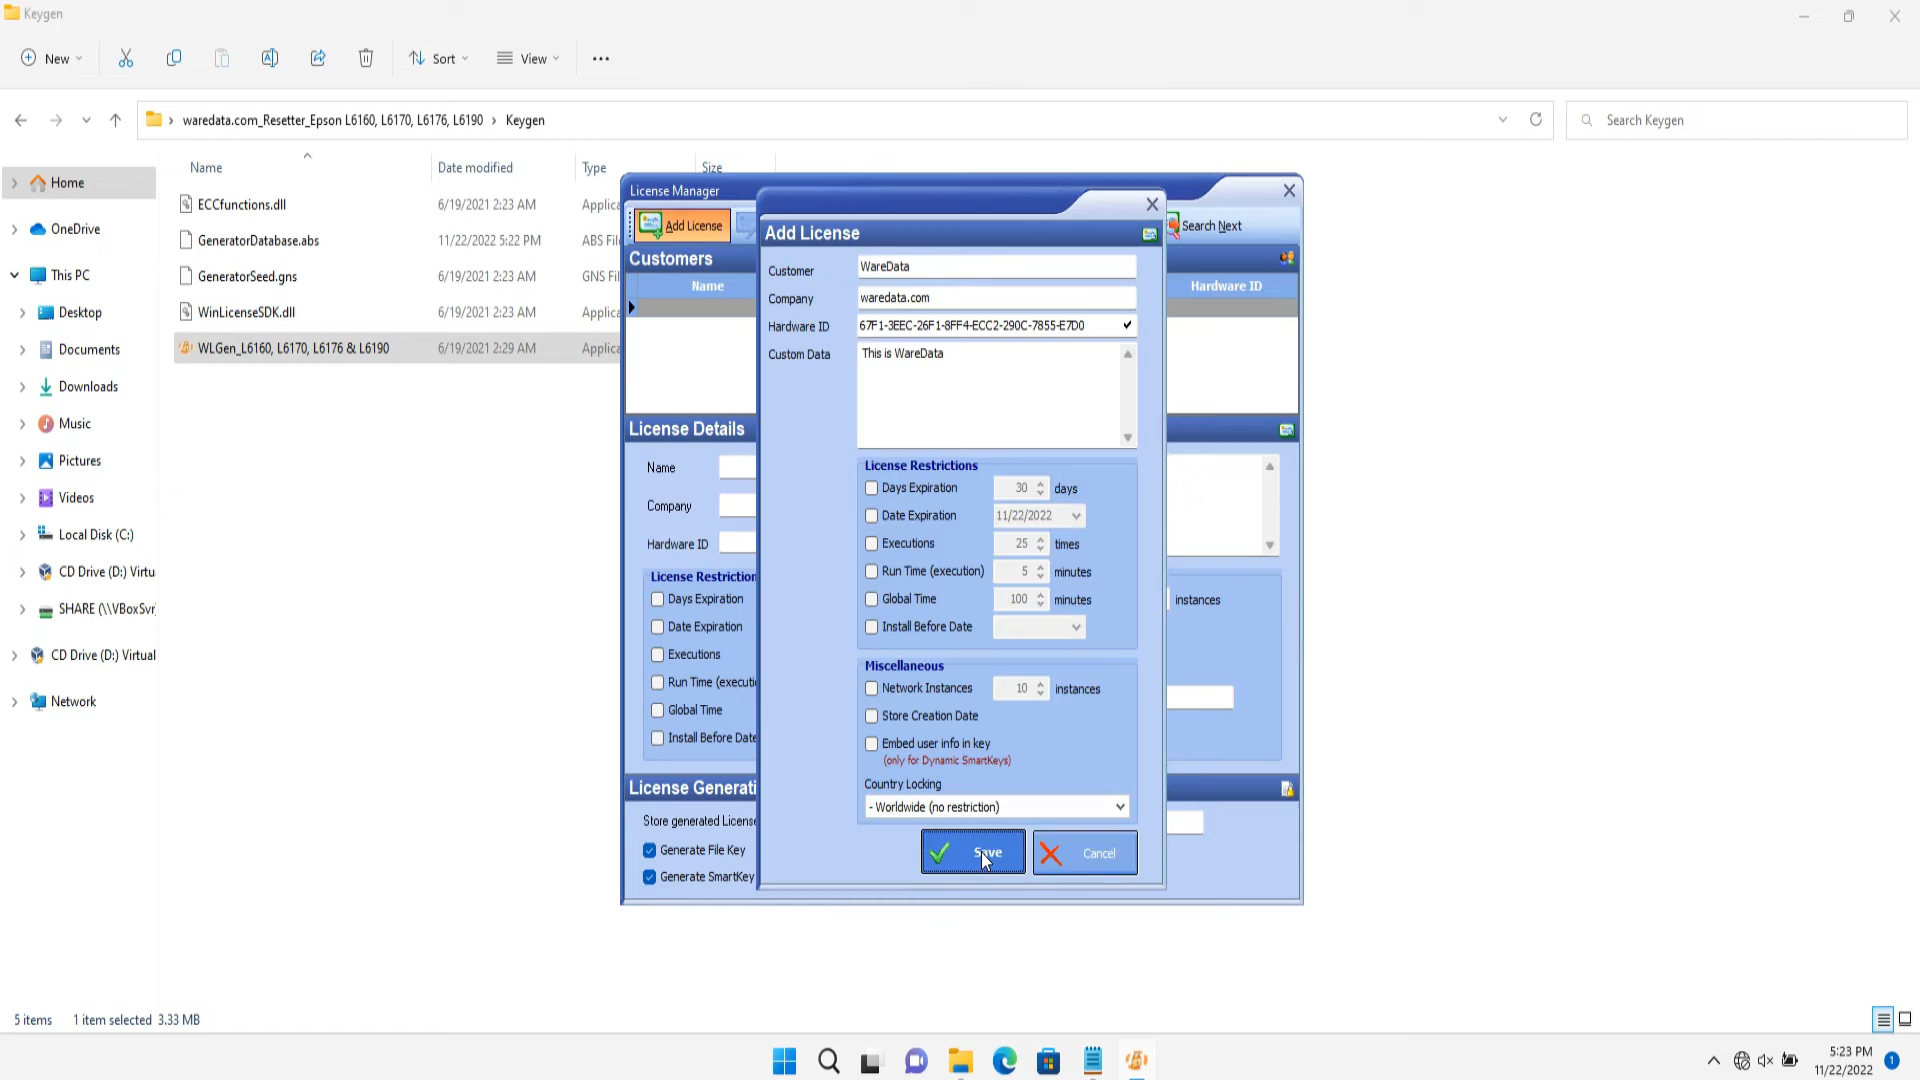 Keygen
New
Sort
View
waredata.com_Resetter_Epson L6160, L6170, L6176, L6190 › Keygen
Search Keygen
Name Date modified Type Size
Home
OneDrive
This PC
Desktop
Documents
Downloads
Music
Pictures
Videos
Local Disk (C:)
CD Drive (D:) Virtu
SHARE (\\VBoxSvr
CD Drive (D:) Virtual
Network
ECCfunctions.dll 6/19/2021 2:23 AM Applica
GeneratorDatabase.abs 11/22/2022 5:22 PM ABS Fil
GeneratorSeed.gns 6/19/2021 2:23 AM GNS Fi
WinLicenseSDK.dll 6/19/2021 2:23 AM Applica
WLGen_L6160, L6170, L6176 & L6190 6/19/2021 2:29 AM Applica
License Manager
Add License
Search Next
Customers
Name Hardware ID
License Details
Name
Company
Hardware ID
License Restriction
Days Expiration
Date Expiration
Executions
Run Time (executi
Global Time
Install Before Date
instances
License Generati
Store generated License
Generate File Key
Generate SmartKey
Add License
Customer WareData
Company waredata.com
Hardware ID 67F1-3EEC-26F1-8FF4-ECC2-290C-7855-E7D0
Custom Data This is WareData
License Restrictions
Days Expiration 30 days
Date Expiration 11/22/2022
Executions 25 times
Run Time (execution) 5 minutes
Global Time 100 minutes
Install Before Date
Miscellaneous
Network Instances 10 instances
Store Creation Date
Embed user info in key
(only for Dynamic SmartKeys)
Country Locking
- Worldwide (no restriction)
Save Cancel
5 items 1 item selected 3.33 MB
5:23 PM
11/22/2022
1